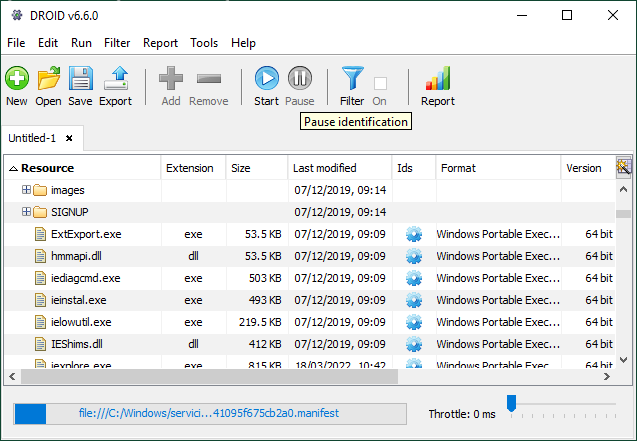 DROID v6.6.0
File Edit Run Filter Report Tools Help
New Open Save Export Add Remove Start Pause Filter On Report
Pause identification
Untitled-1
Resource Extension Size Last modified Ids Format Version
images 07/12/2019, 09:14
SIGNUP 07/12/2019, 09:14
ExtExport.exe exe 53.5 KB 07/12/2019, 09:09 Windows Portable Exec... 64 bit
hmmapi.dll dll 53.5 KB 07/12/2019, 09:09 Windows Portable Exec... 64 bit
iediagcmd.exe exe 503 KB 07/12/2019, 09:09 Windows Portable Exec... 64 bit
ieinstal.exe exe 493 KB 07/12/2019, 09:09 Windows Portable Exec... 64 bit
ielowutil.exe exe 219.5 KB 07/12/2019, 09:09 Windows Portable Exec... 64 bit
IEShims.dll dll 412 KB 07/12/2019, 09:09 Windows Portable Exec... 64 bit
iexplore.exe exe 815 KB 18/03/2022, 10:42 Windows Portable Exec... 64 bit
file:///C:/Windows/servici...41095f675cb2a0.manifest Throttle: 0 ms